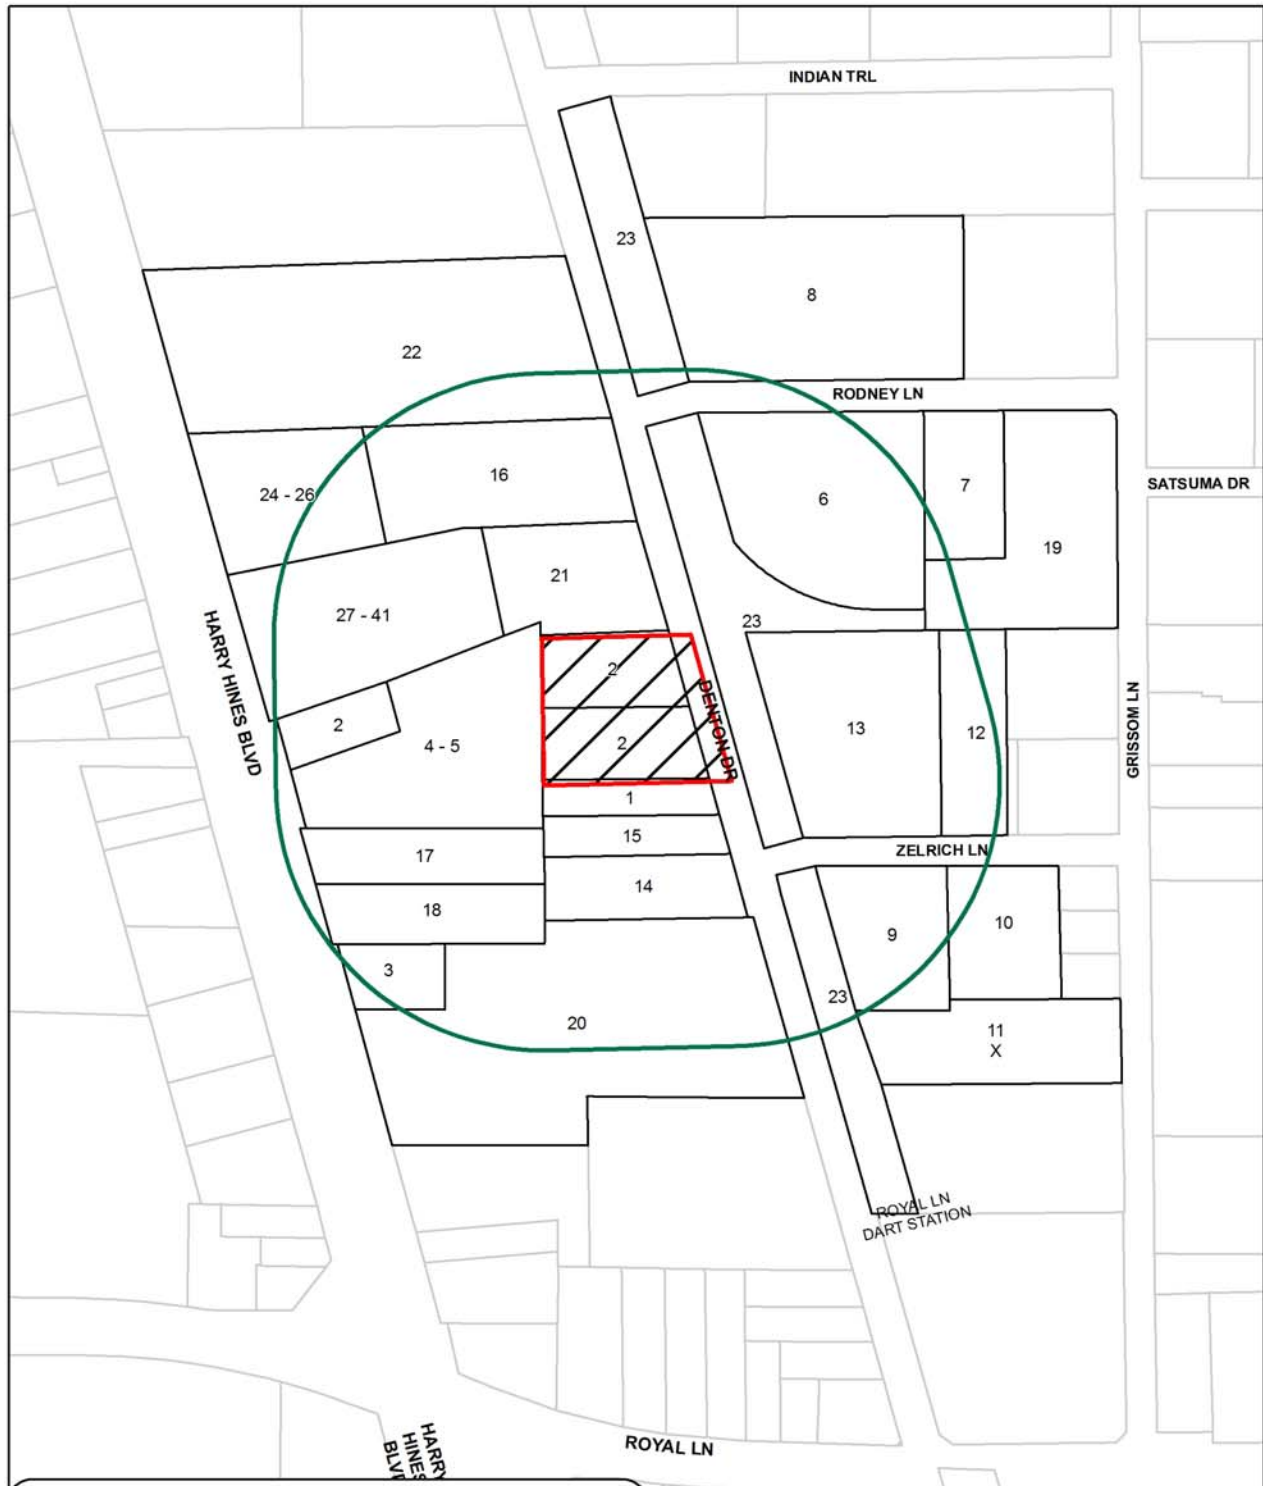 INDIAN TRL
23
8
22
RODNEY LN
16
7
SATSUMA DR
24 - 26
6
19
21
27 - 41
23
HARRY HINES BLVD
2
DENTON DR
GRISSOM LN
2
13
12
2
4 - 5
1
15
ZELRICH LN
17
14
18
9
10
3
23
20
11
X
ROYAL LN
DART STATION
HARRY
HINES
BLVD
ROYAL LN